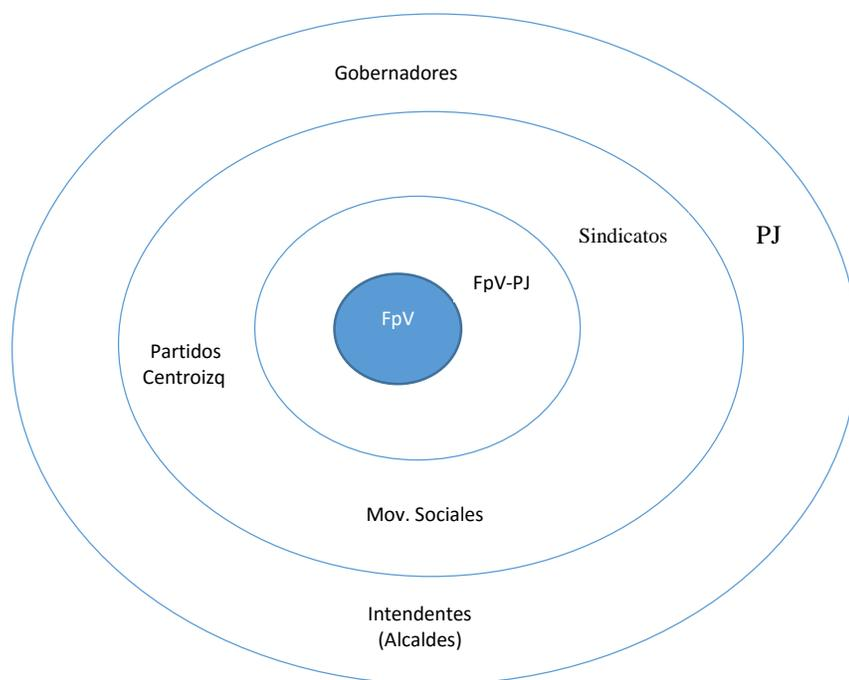 Gobernadores
Sindicatos
PJ
FpV-PJ
FpV
Partidos
Centroizq
Mov. Sociales
Intendentes
(Alcaldes)